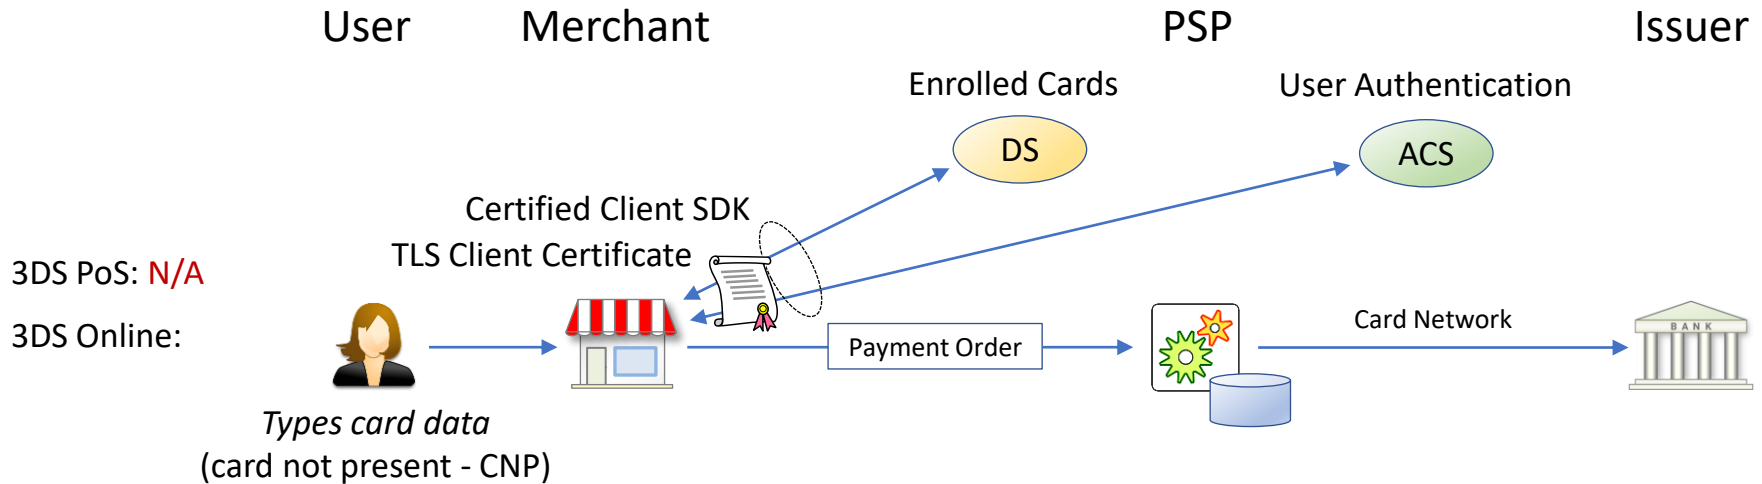 User
Merchant
PSP
Issuer
Enrolled Cards
User Authentication
DS
ACS
Certified Client SDK
TLS Client Certificate
3DS PoS: N/A
3DS Online:
Payment Order
Card Network
BANK
Types card data
(card not present - CNP)